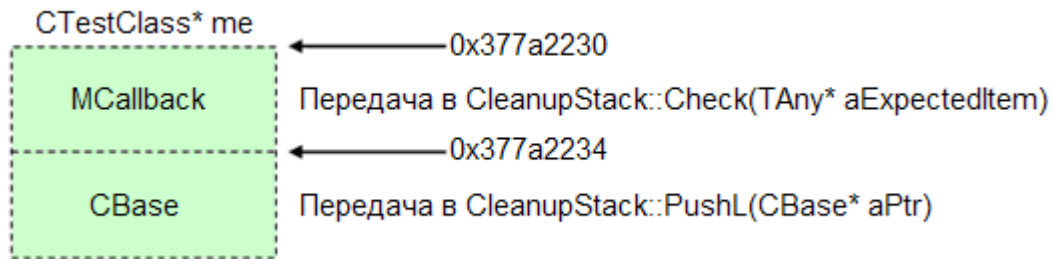 CTestClass* me
0x377a2230
MCallback
Передача в CleanupStack::Check(TAny* aExpectedItem)
0x377a2234
CBase
Передача в CleanupStack::PushL(CBase* aPtr)